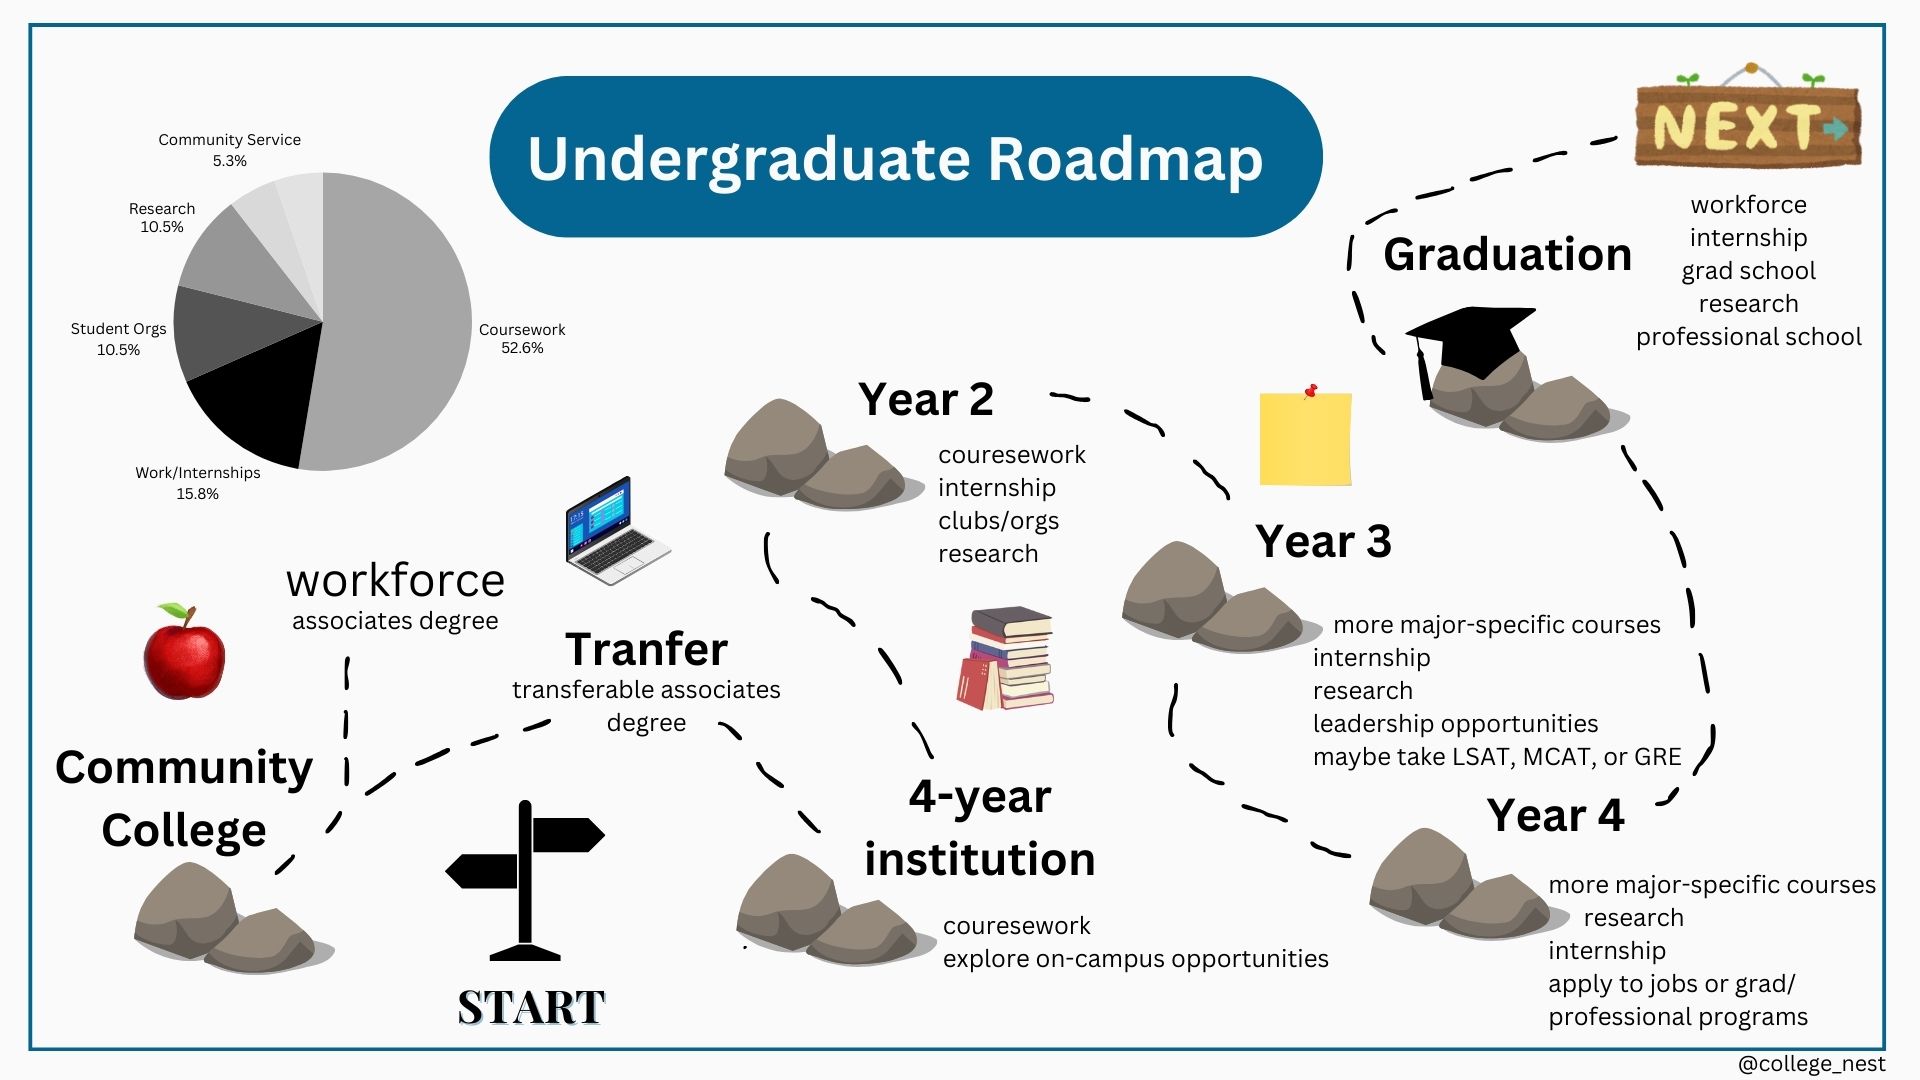 Undergraduate Roadmap
Community Service
5.3%
Research
10.5%
Student Orgs
10.5%
Work/Internships
15.8%
Coursework
52.6%
START
Community
College
workforce
associates degree
Tranfer
transferable associates
degree
4-year
institution
couresework
explore on-campus opportunities
Year 2
couresework
internship
clubs/orgs
research
Year 3
more major-specific courses
internship
research
leadership opportunities
maybe take LSAT, MCAT, or GRE
Year 4
more major-specific courses
research
internship
apply to jobs or grad/
professional programs
Graduation
NEXT
workforce
internship
grad school
research
professional school
@college_nest